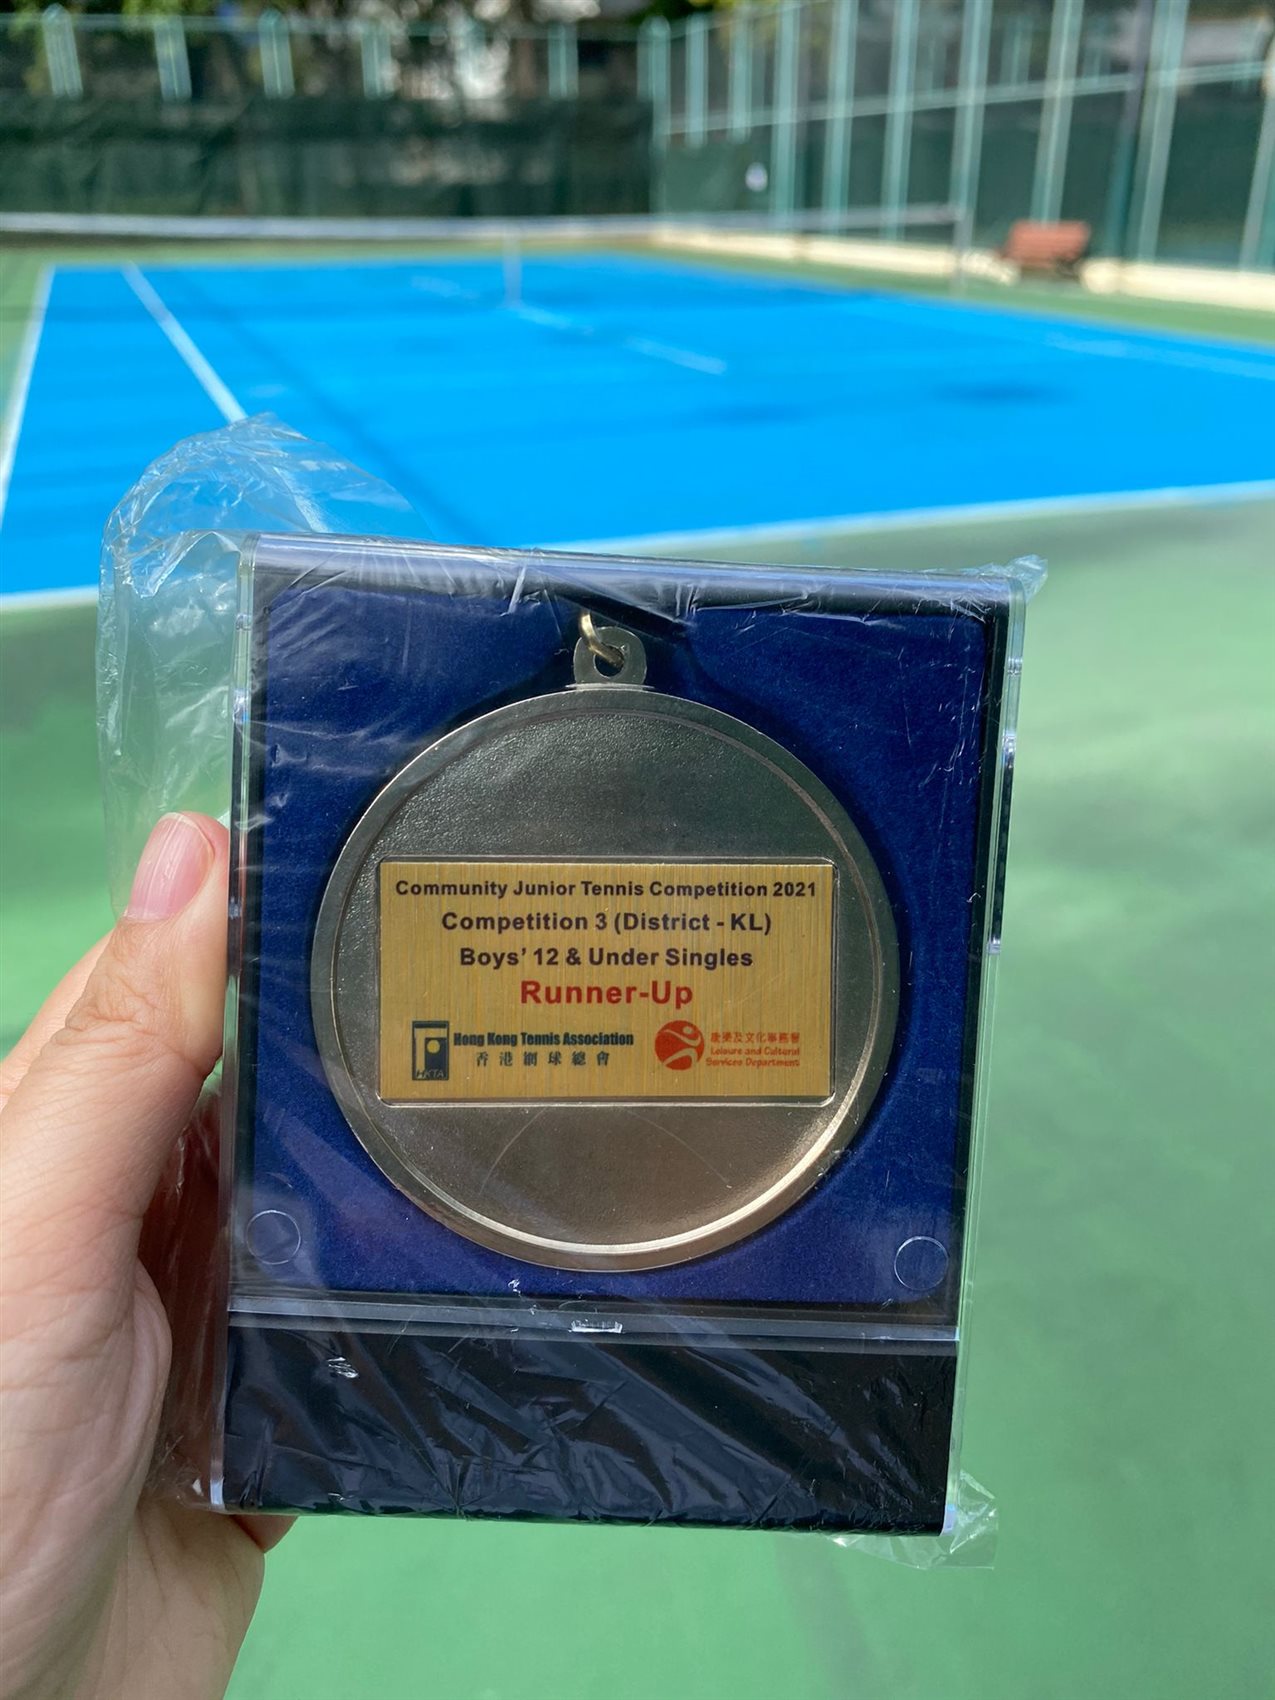 Community Junior Tennis Competition 2021
Competition 3 (District - KL)
Boys' 12 & Under Singles
Runner-Up
HKTA
Hong Kong Tennis Association
香港網球總會
康樂及文化事務署
Leisure and Cultural
Services Department